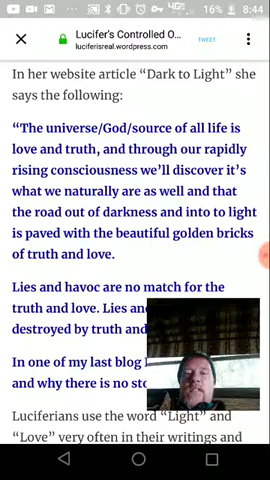 8:44
Lucifer's Controlled O...
luciferisreal.wordpress.com
TWEET
In her website article “Dark to Light” she
says the following:
“The universe/God/source of all life is
love and truth, and through our rapidly
rising consciousness we’ll discover it’s
what we naturally are as well and that
the road out of darkness and into to light
is paved with the beautiful golden bricks
of truth and love.
Lies and havoc are no match for the
truth and love. Lies
destroyed by truth
In one of my last blog
and why there is no
Luciferians use the word “Light” and
“Love” very often in their writings and